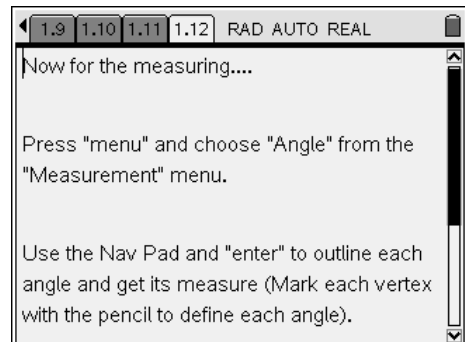 1.9 1.10 1.11 1.12 RAD AUTO REAL
Now for the measuring....
Press "menu" and choose "Angle" from the
"Measurement" menu.
Use the Nav Pad and "enter" to outline each
angle and get its measure (Mark each vertex
with the pencil to define each angle).